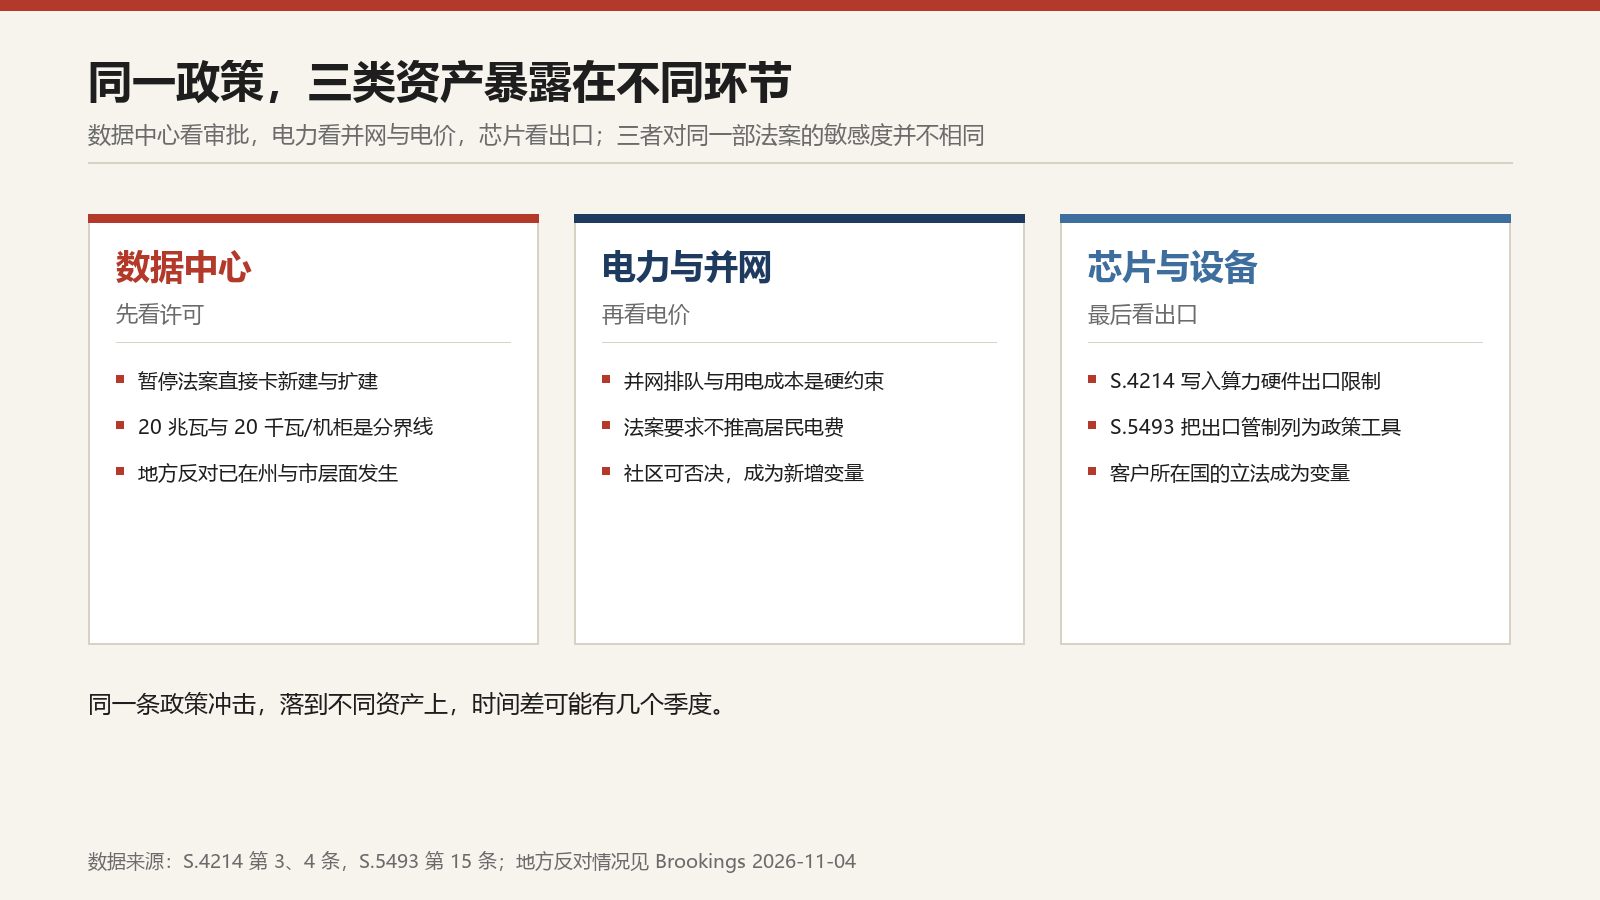 同一政策，三类资产暴露在不同环节
数据中心看审批，电力看并网与电价，芯片看出口；三者对同一部法案的敏感度并不相同
数据中心
先看许可
暂停法案直接卡新建与扩建
20 兆瓦与 20 千瓦/机柜是分界线
地方反对已在州与市层面发生
电力与并网
再看电价
并网排队与用电成本是硬约束
法案要求不推高居民电费
社区可否决，成为新增变量
芯片与设备
最后看出口
S.4214 写入算力硬件出口限制
S.5493 把出口管制列为政策工具
客户所在国的立法成为变量
同一条政策冲击，落到不同资产上，时间差可能有几个季度。
数据来源：S.4214 第 3、4 条，S.5493 第 15 条；地方反对情况见 Brookings 2026-11-04